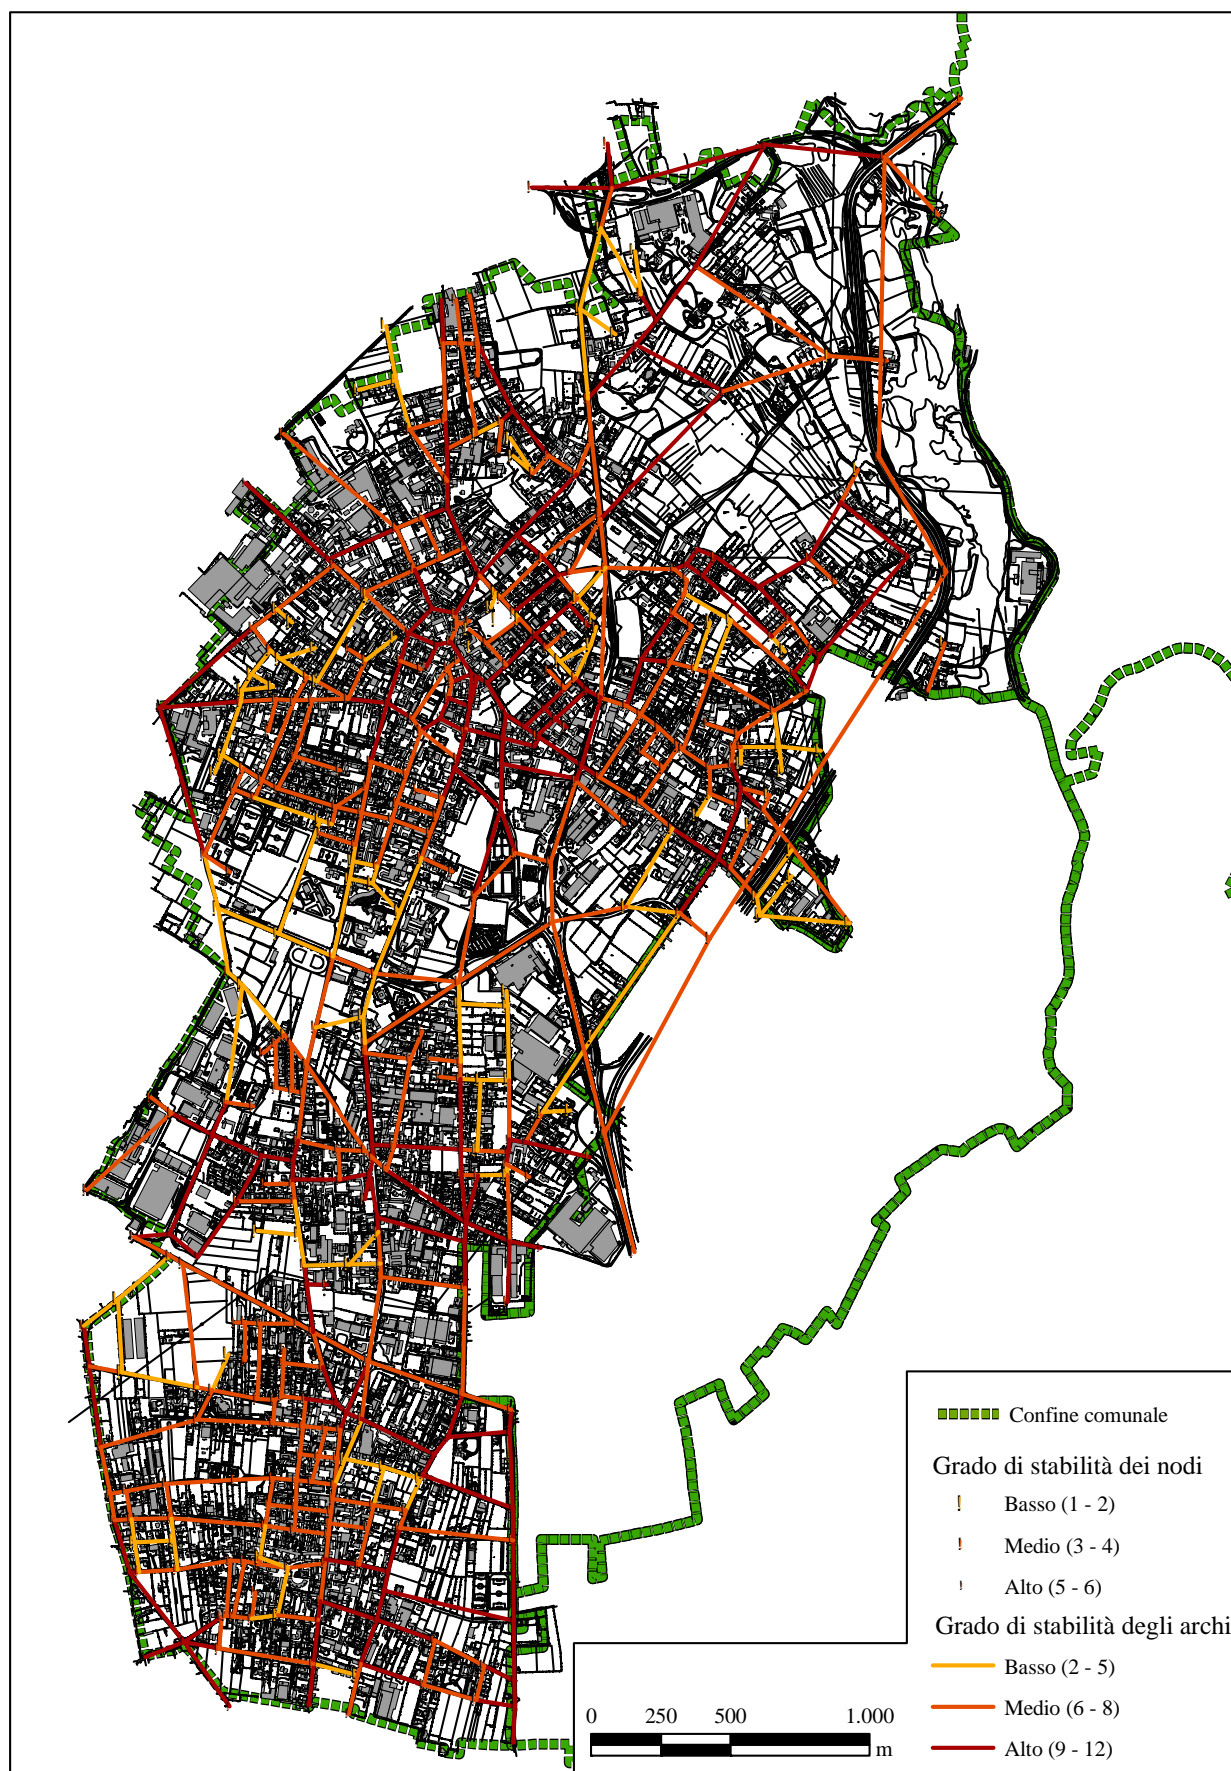 Confine comunale
Grado di stabilità dei nodi
Basso (1 - 2)
Medio (3 - 4)
Alto (5 - 6)
Grado di stabilità degli archi
Basso (2 - 5)
Medio (6 - 8)
Alto (9 - 12)
0 250 500 1.000
m